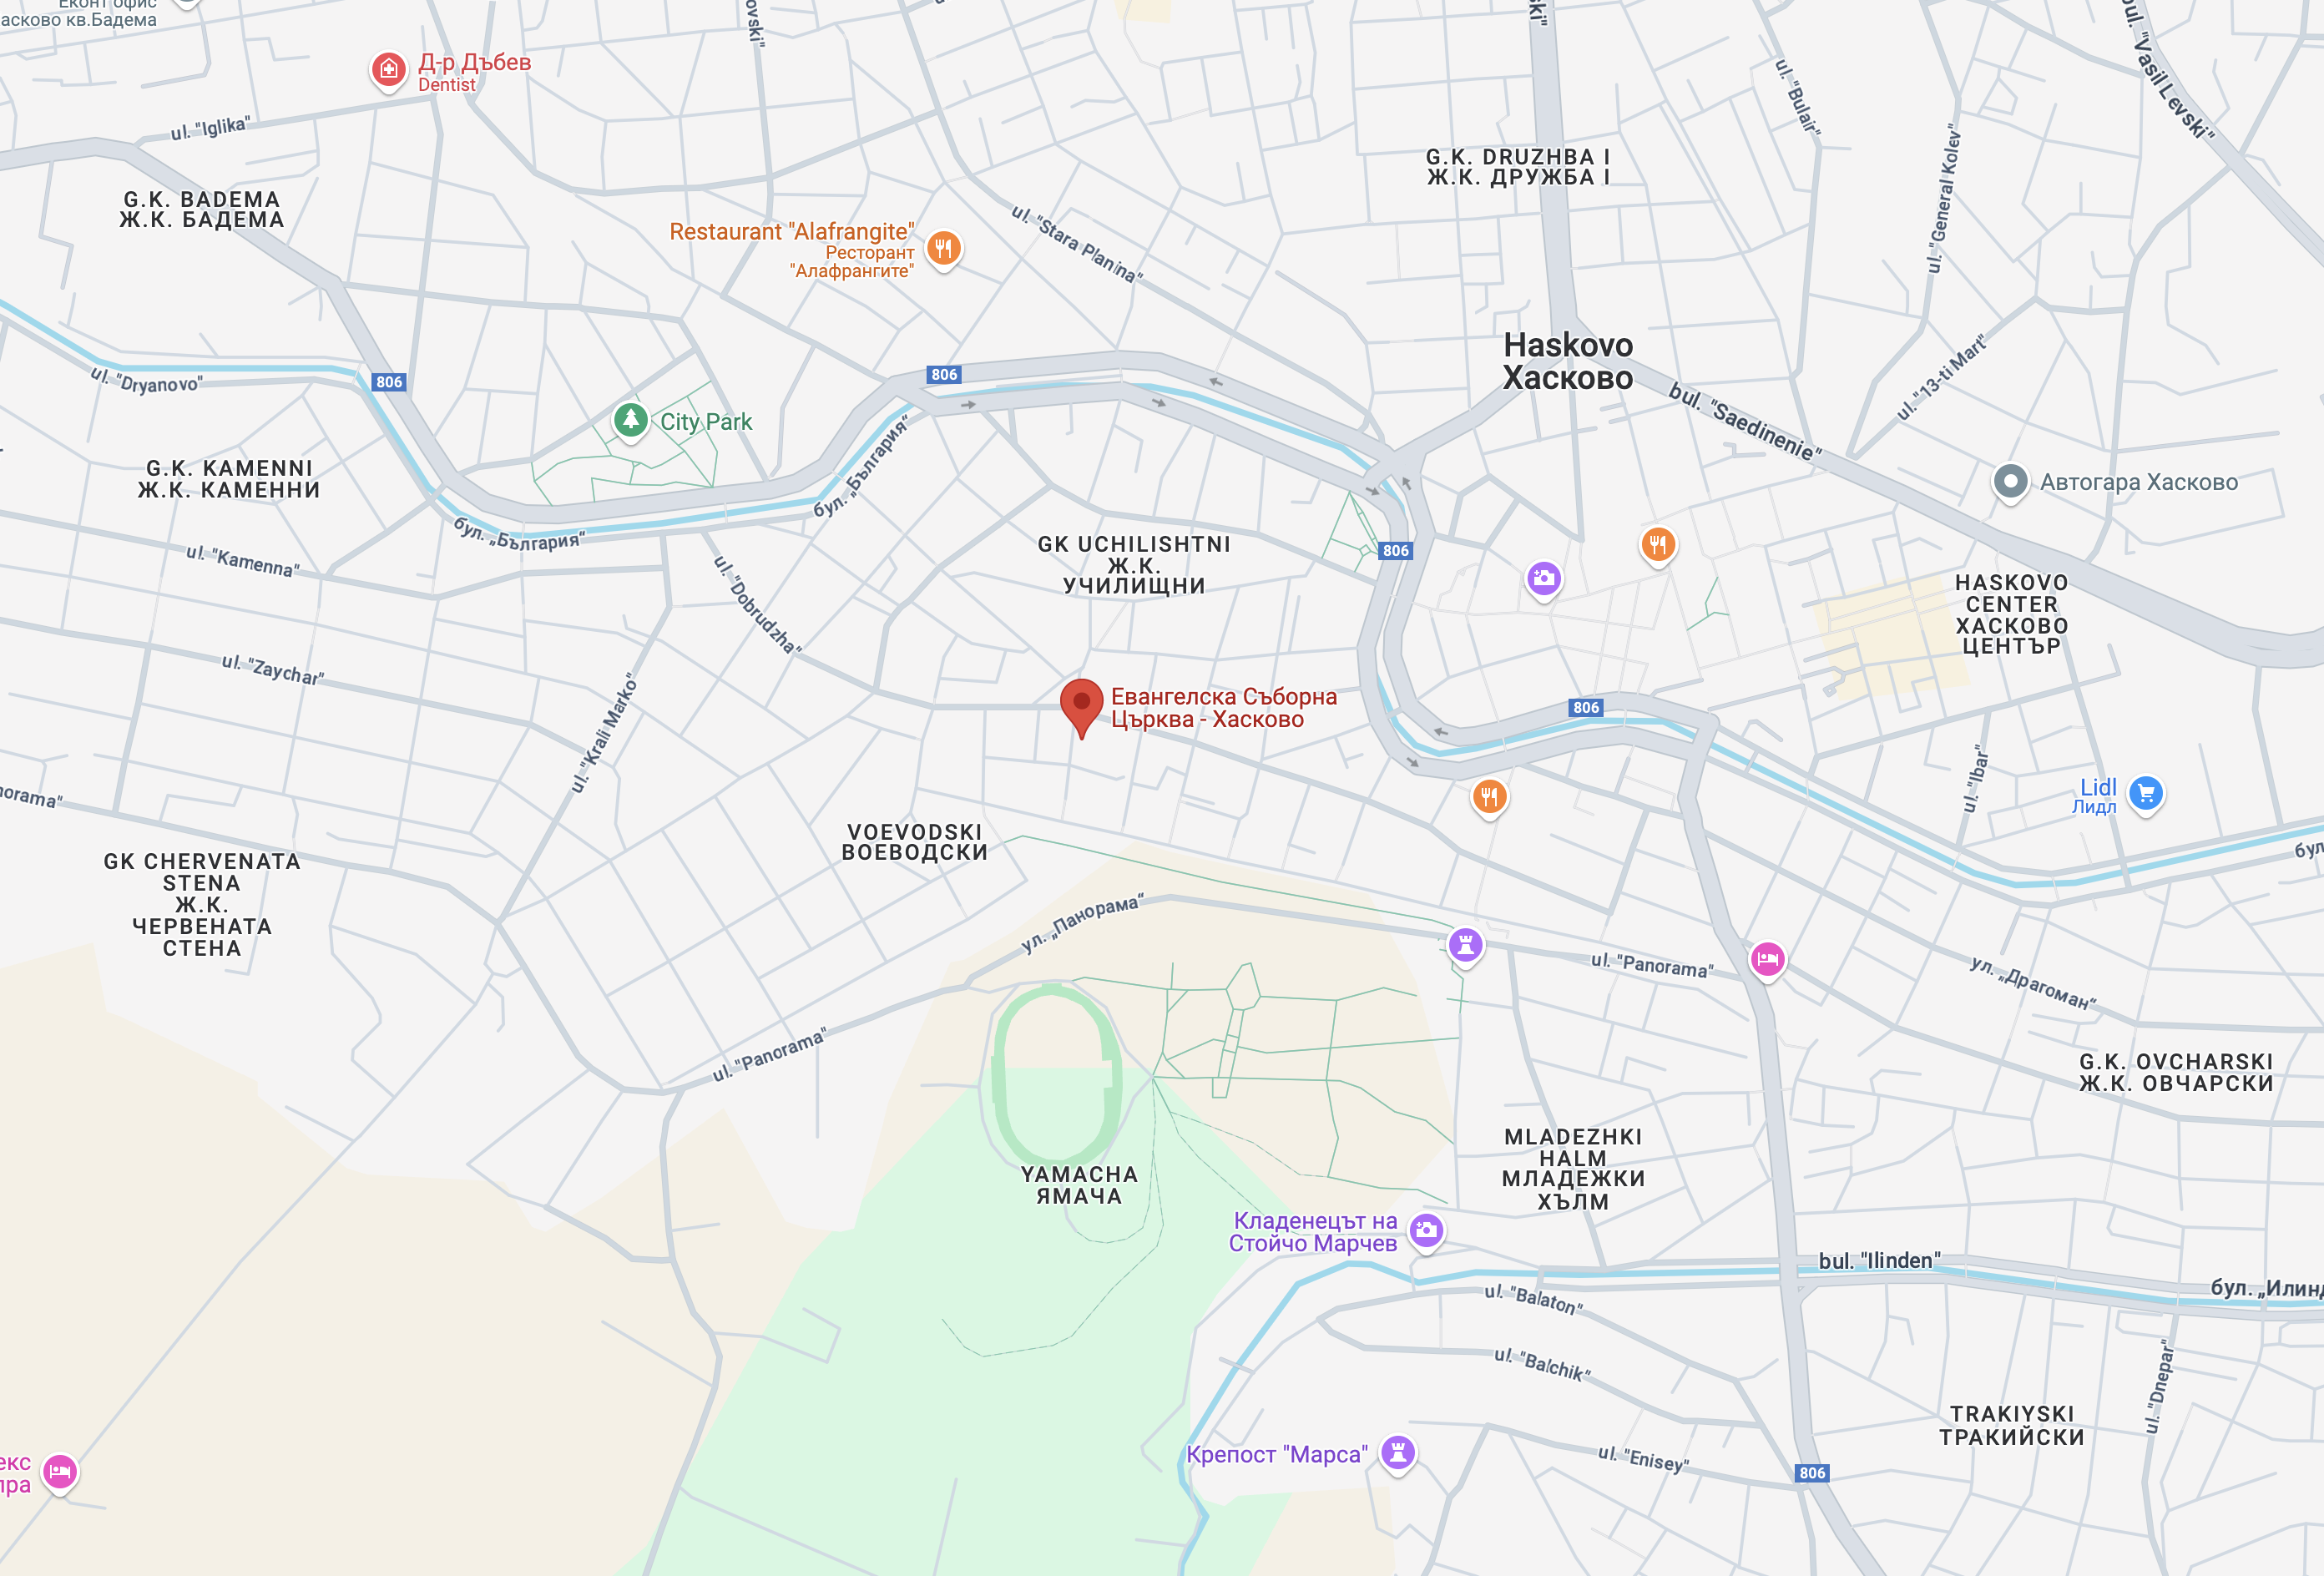 Еконт офис
асково кв.Бадема
Д-р Дъбев
Dentist
ul. "Iglika"
ovski"
ski"
ul. "Bulair"
bul. "Vasil Levski"
ul. "General Kolev"
G.K. DRUZHBA I
Ж.К. ДРУЖБА I
G.K. BADEMA
Ж.К. БАДЕМА
Restaurant "Alafrangite"
Ресторант
"Алафрангите"
ul. "Stara Planina"
Haskovo
Хасково
ul. "13-ti Mart"
ul. "Dryanovo"
806
806
bul. "Saedinenie"
City Park
G.K. KAMENNI
Ж.К. КАМЕННИ
бул. „България“
бул. „България“
Автогара Хасково
ul. "Kamenna"
GK UCHILISHTNI
Ж.К.
УЧИЛИЩНИ
806
ul. "Dobrudzha"
HASKOVO
CENTER
ХАСКОВО
ЦЕНТЪР
ul. "Zaychar"
ul. "Krali Marko"
Евангелска Съборна
Църква - Хасково
806
ul. "Ibar"
Lidl
Лидл
norama"
VOEVODSKI
ВОЕВОДСКИ
бул
GK CHERVENATA
STENA
Ж.К.
ЧЕРВЕНАТА
СТЕНА
ул. „Панорама“
ul. "Panorama"
ул. „Драгоман“
ul. "Panorama"
G.K. OVCHARSKI
Ж.К. ОВЧАРСКИ
YAMACHA
ЯМАЧА
MLADEZHKI
HALM
МЛАДЕЖКИ
ХЪЛМ
Кладенецът на
Стойчо Марчев
bul. "Ilinden"
бул. „Илинд
ul. "Balaton"
ul. "Balchik"
ul. "Dnepar"
TRAKIYSKI
ТРАКИЙСКИ
Крепост "Марса"
ul. "Enisey"
806
екс
пра